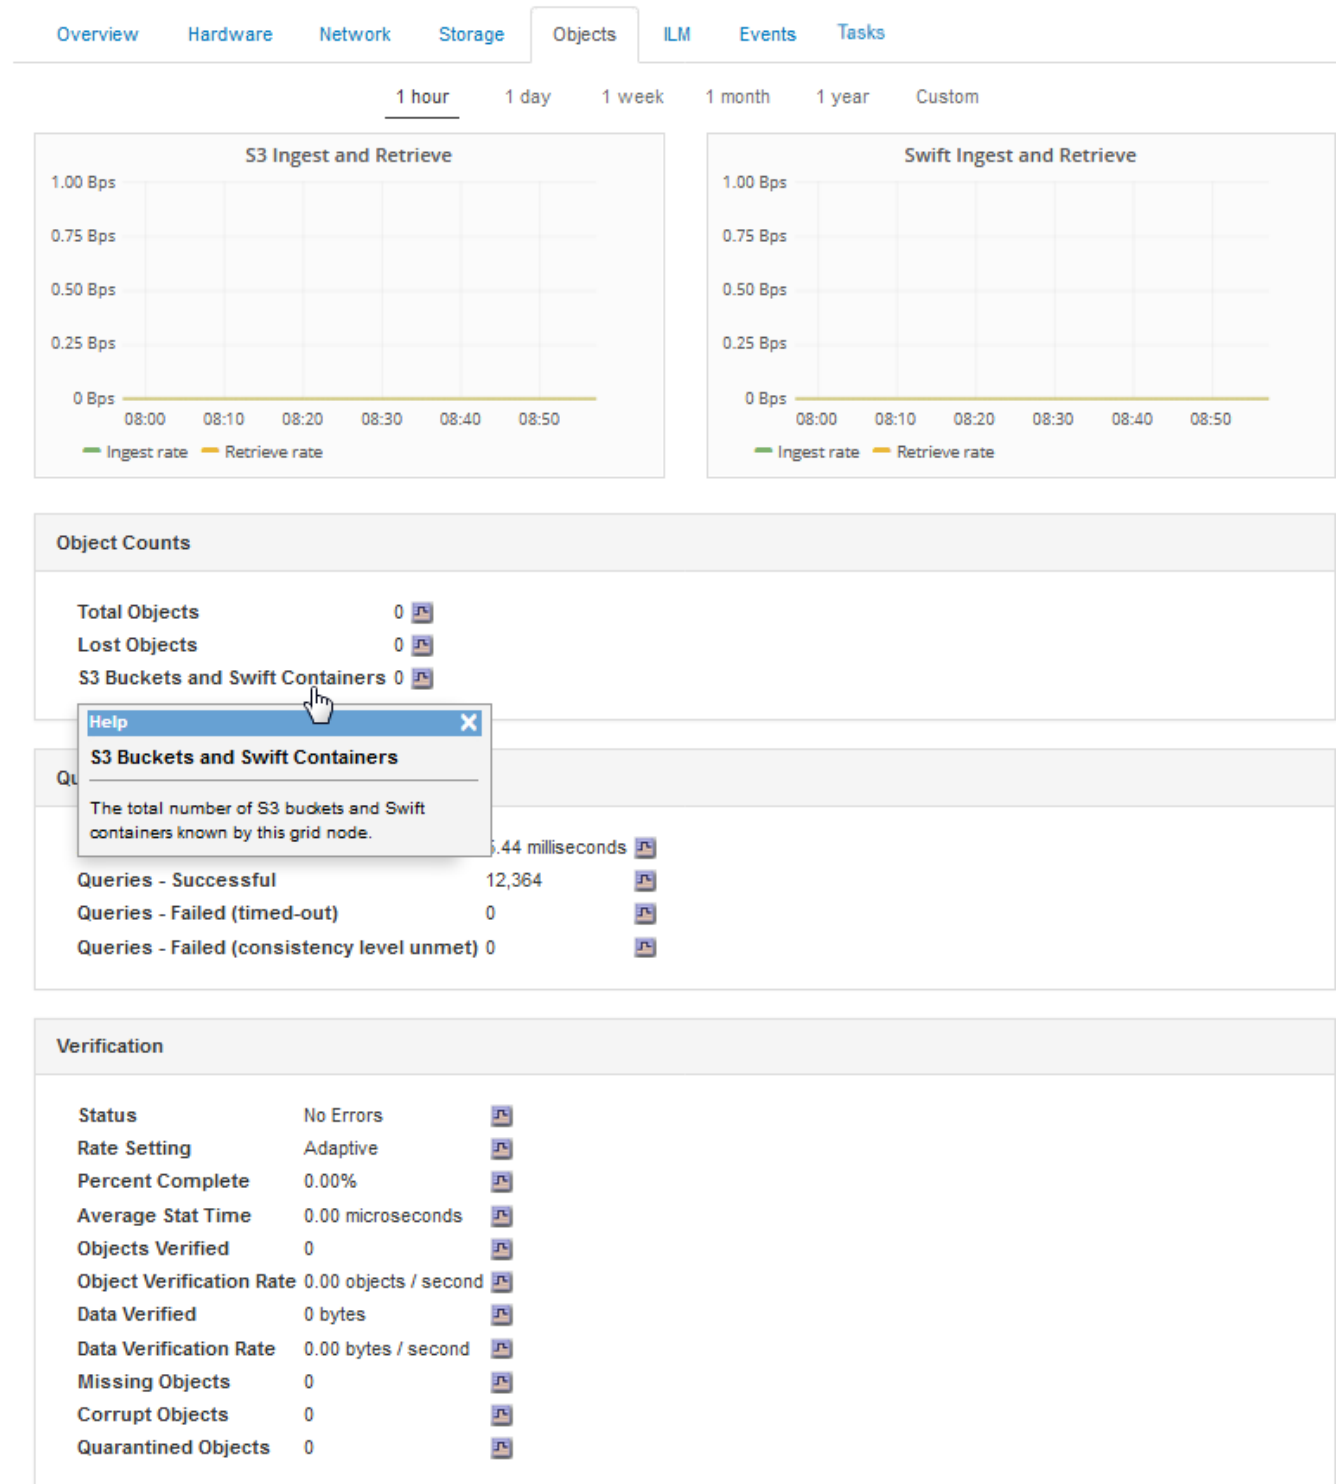 Overview Hardware Network Storage Objects ILM Events Tasks
1 hour 1 day 1 week 1 month 1 year Custom
S3 Ingest and Retrieve
1.00 Bps
0.75 Bps
0.50 Bps
0.25 Bps
0 Bps
08:00 08:10 08:20 08:30 08:40 08:50
Ingest rate Retrieve rate
Swift Ingest and Retrieve
1.00 Bps
0.75 Bps
0.50 Bps
0.25 Bps
0 Bps
08:00 08:10 08:20 08:30 08:40 08:50
Ingest rate Retrieve rate
Object Counts
Total Objects 0
Lost Objects 0
S3 Buckets and Swift Containers 0
Help
S3 Buckets and Swift Containers
The total number of S3 buckets and Swift
containers known by this grid node.
.44 milliseconds
Queries - Successful 12,364
Queries - Failed (timed-out) 0
Queries - Failed (consistency level unmet) 0
Verification
Status No Errors
Rate Setting Adaptive
Percent Complete 0.00%
Average Stat Time 0.00 microseconds
Objects Verified 0
Object Verification Rate 0.00 objects / second
Data Verified 0 bytes
Data Verification Rate 0.00 bytes / second
Missing Objects 0
Corrupt Objects 0
Quarantined Objects 0